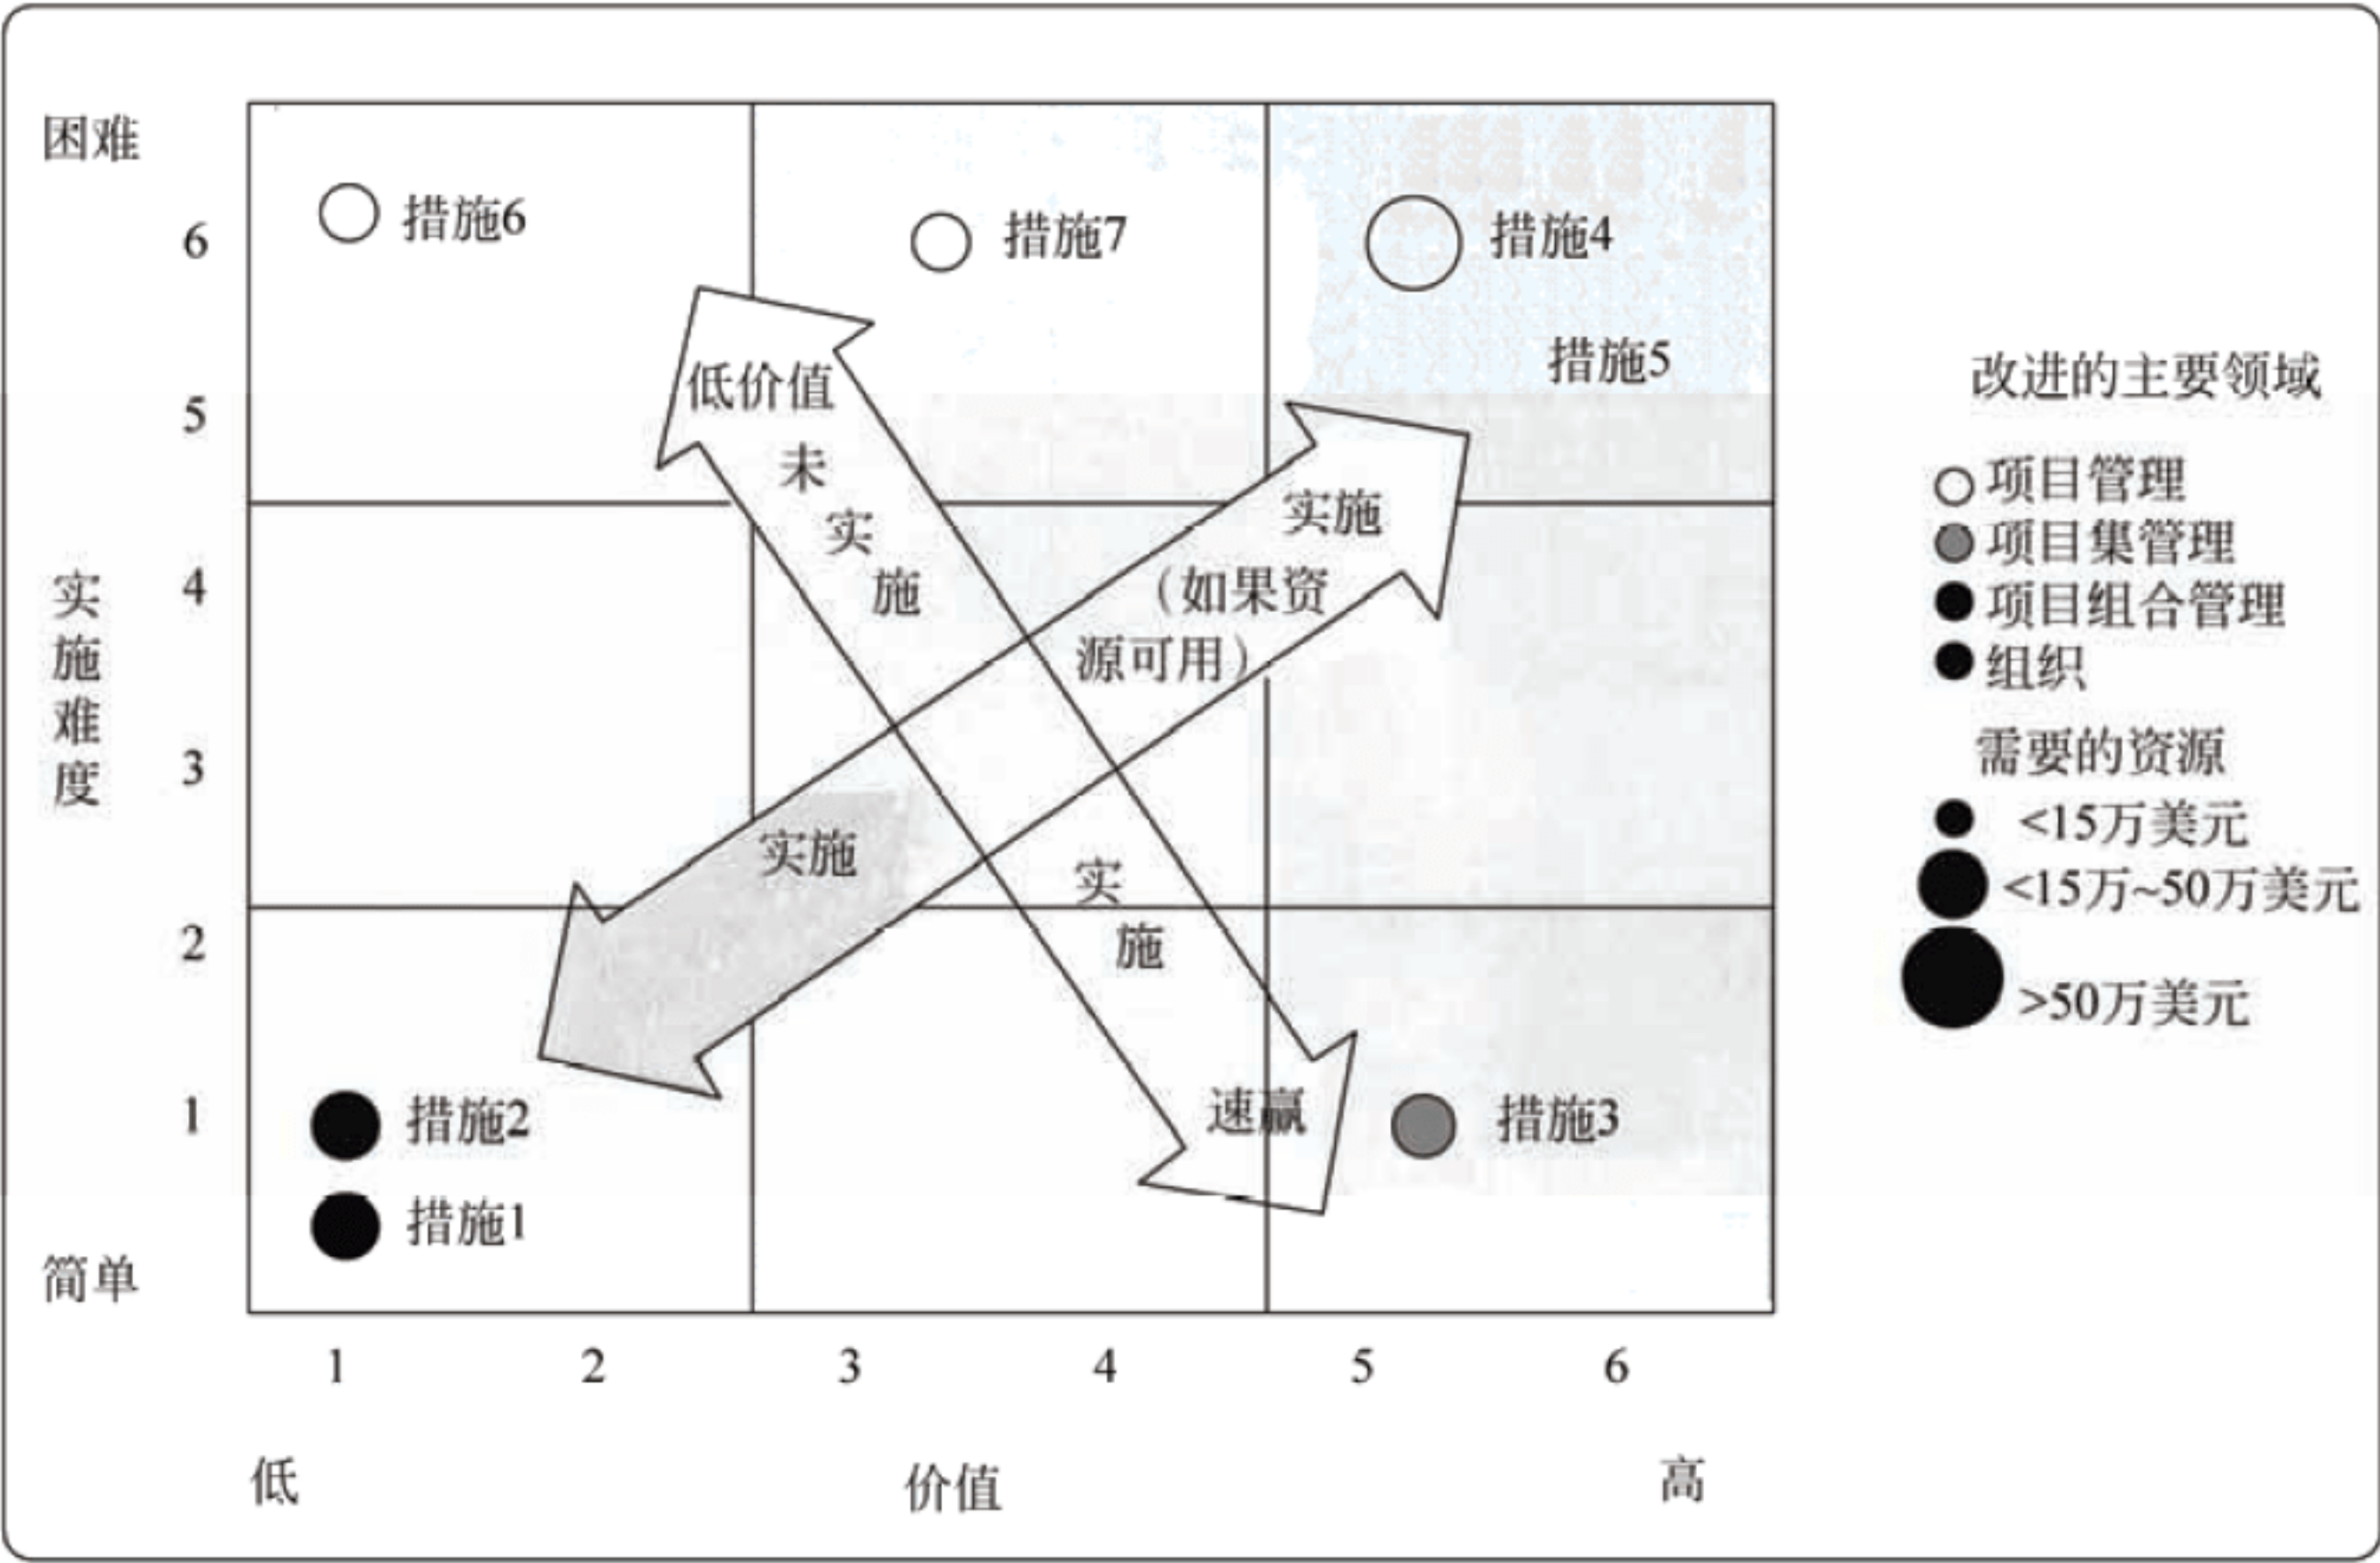 困难
措施6
措施7
措施4
6
措施5
低价值
5
未
实施
实
(如果资
施
4
源可用)
实施难度
3
实施
实
2
施
速赢
措施3
1
措施2
措施1
简单
1 2 3 4 5 6
低 价值 高
改进的主要领域
项目管理
项目集管理
项目组合管理
组织
需要的资源
<15万美元
<15万~50万美元
>50万美元